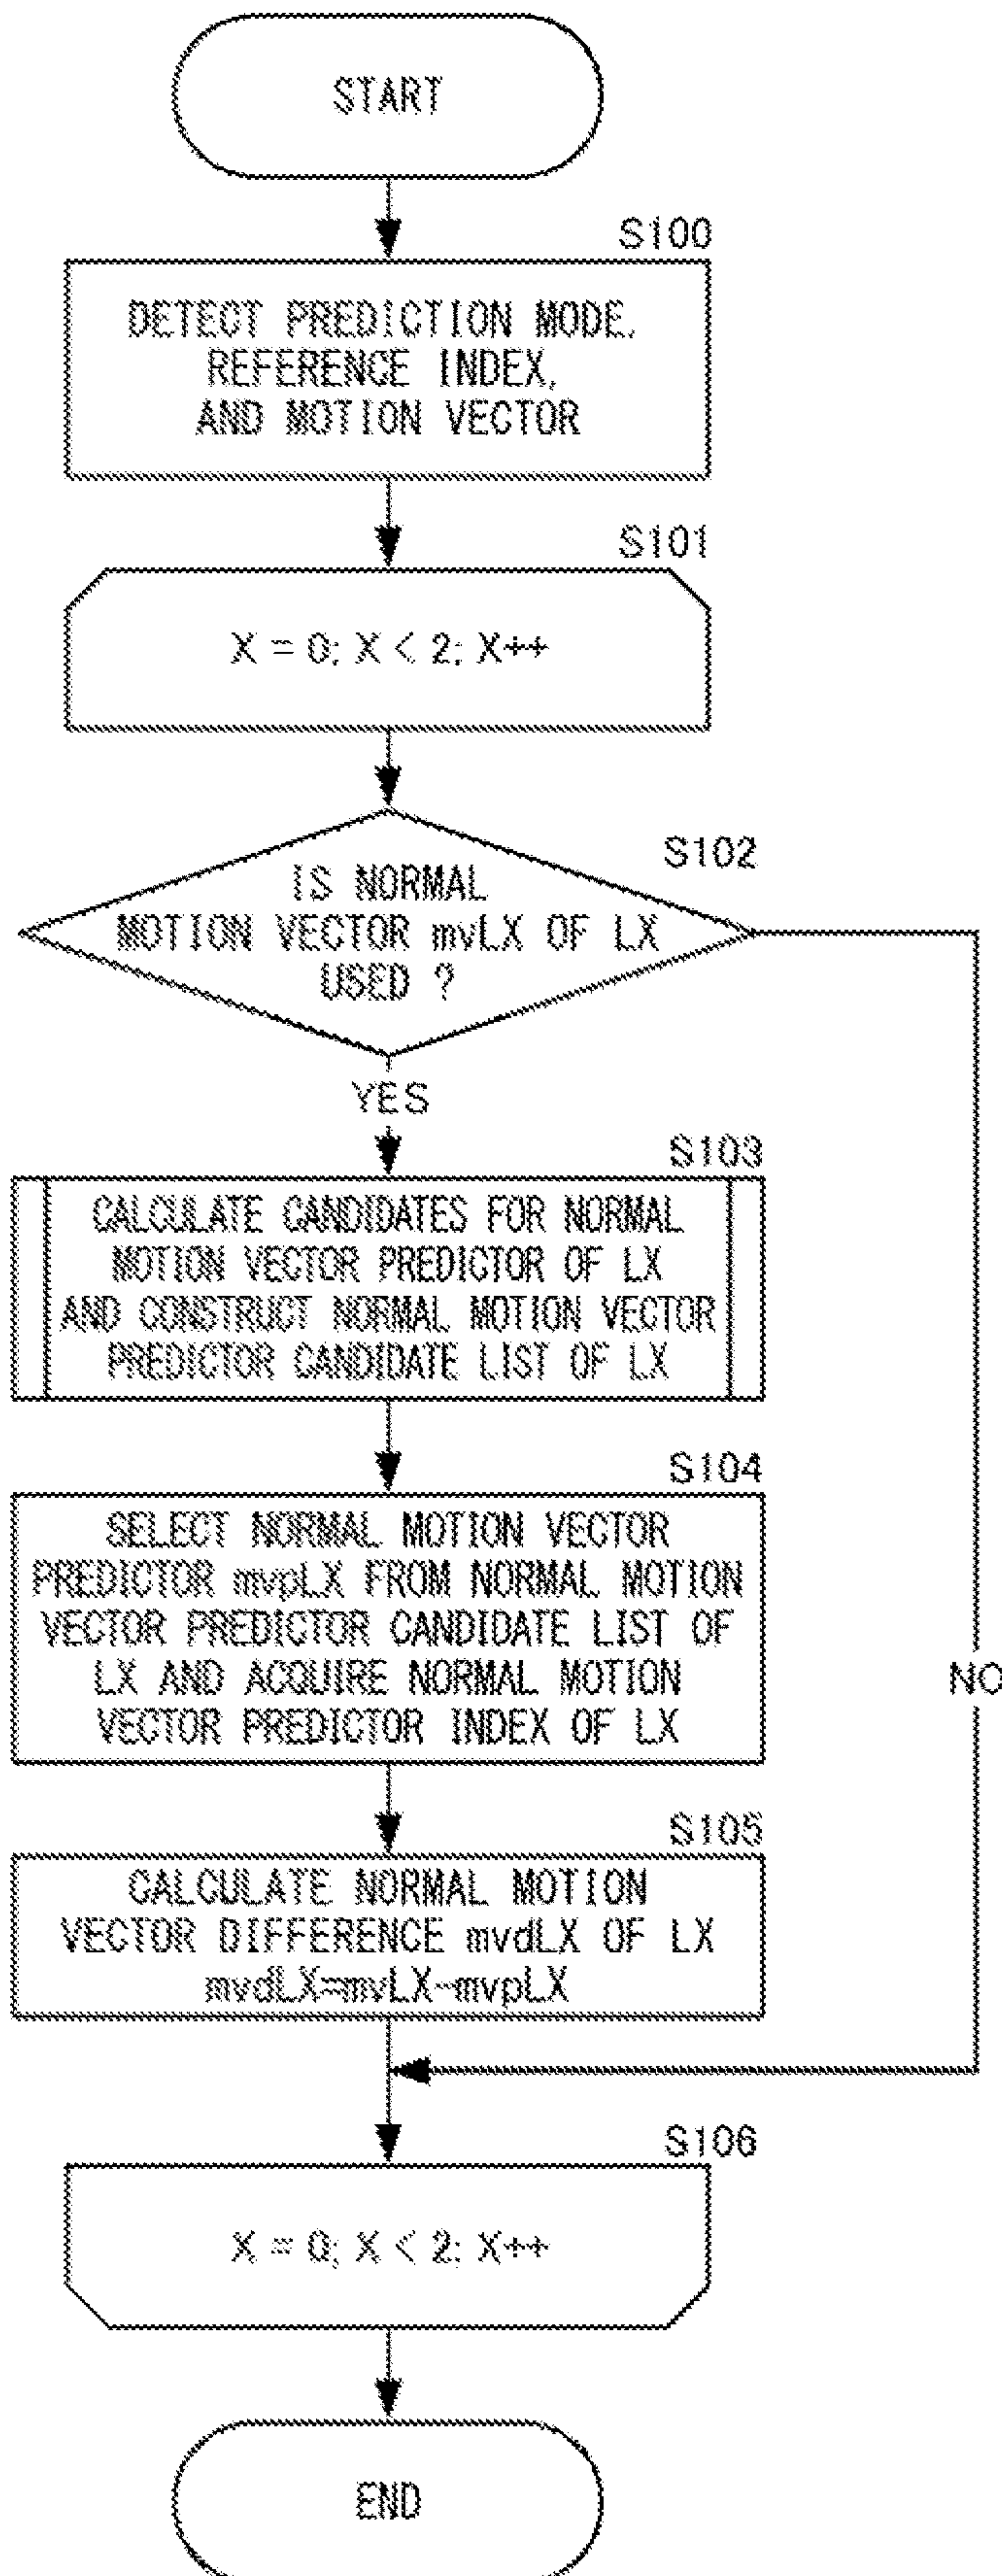 START
S100
DETECT PREDICTION MODE,
REFERENCE INDEX,
AND MOTION VECTOR
S101
X = 0; X < 2; X++
S102
IS NORMAL
MOTION VECTOR mvLX OF LX
USED ?
YES
S103
CALCULATE CANDIDATES FOR NORMAL
MOTION VECTOR PREDICTOR OF LX
AND CONSTRUCT NORMAL MOTION VECTOR
PREDICTOR CANDIDATE LIST OF LX
S104
SELECT NORMAL MOTION VECTOR
PREDICTOR mvpLX FROM NORMAL MOTION
VECTOR PREDICTOR CANDIDATE LIST OF
LX AND ACQUIRE NORMAL MOTION
VECTOR PREDICTOR INDEX OF LX
NO
S105
CALCULATE NORMAL MOTION
VECTOR DIFFERENCE mvdLX OF LX
mvdLX=mvLX-mvpLX
S106
X = 0; X < 2; X++
END